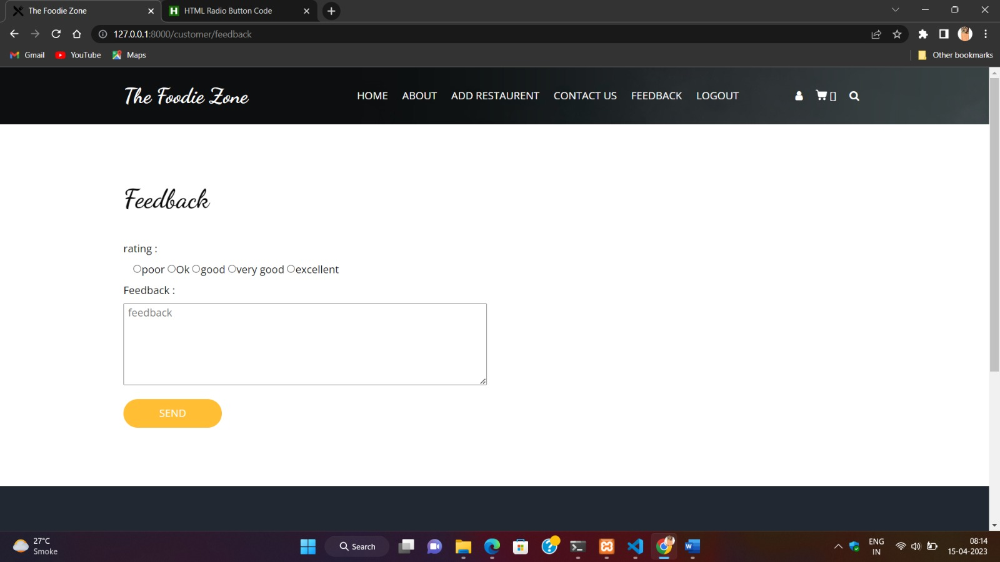 The Foodie Zone
HTML Radio Button Code
127.0.0.1:8000/customer/feedback
Gmail YouTube Maps Other bookmarks
The Foodie Zone HOME ABOUT ADD RESTAURENT CONTACT US FEEDBACK LOGOUT []
Feedback
rating :
poor Ok good very good excellent
Feedback :
feedback
SEND
27°C
Smoke
Search
ENG
IN
08:14
15-04-2023